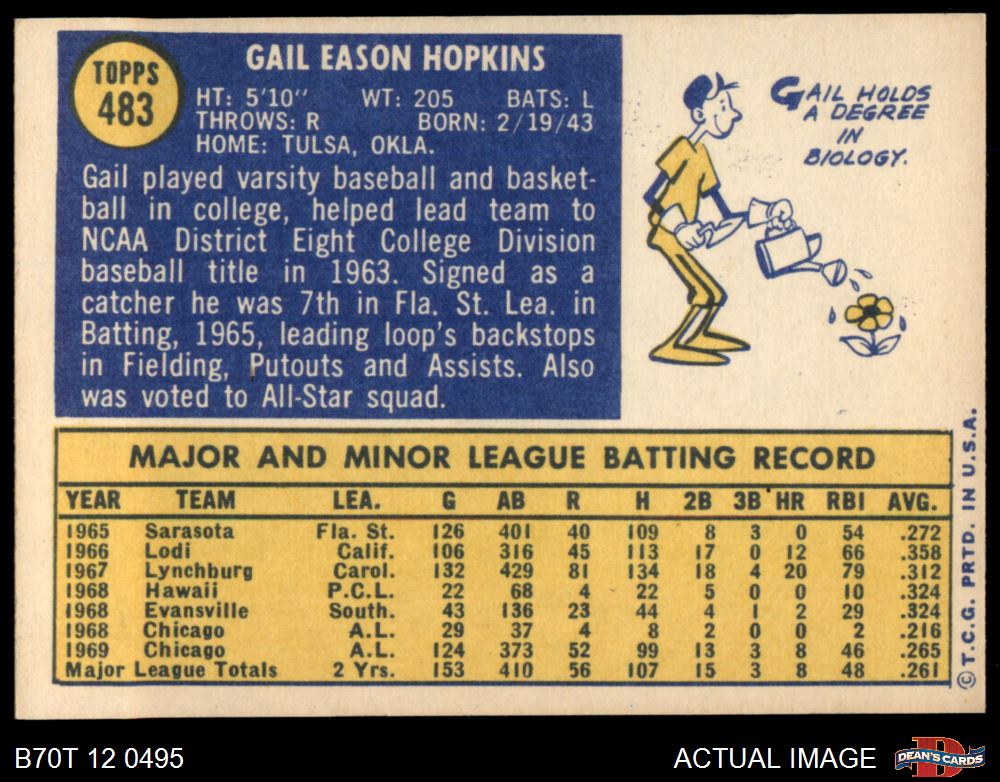 TOPPS
483
GAIL EASON HOPKINS
HT: 5'10" WT: 205 BATS: L
THROWS: R BORN: 2/19/43
HOME: TULSA, OKLA.
Gail played varsity baseball and basket-
ball in college, helped lead team to
NCAA District Eight College Division
baseball title in 1963. Signed as a
catcher he was 7th in Fla. St. Lea. in
Batting, 1965, leading loop's backstops
in Fielding, Putouts and Assists. Also
was voted to All-Star squad.
GAIL HOLDS
A DEGREE
IN
BIOLOGY.
MAJOR AND MINOR LEAGUE BATTING RECORD
YEAR TEAM LEA. G AB R H 2B 3B HR RBI AVG.
1965 Sarasota Fla. St. 126 401 40 109 8 3 0 54 .272
1966 Lodi Calif. 106 316 45 113 17 0 12 66 .358
1967 Lynchburg Carol. 132 429 81 134 18 4 20 79 .312
1968 Hawaii P.C.L. 22 68 4 22 5 0 0 10 .324
1968 Evansville South. 43 136 23 44 4 1 2 29 .324
1968 Chicago A.L. 29 37 4 8 2 0 0 2 .216
1969 Chicago A.L. 124 373 52 99 13 3 8 46 .265
Major League Totals 2 Yrs. 153 410 56 107 15 3 8 48 .261
© T.C.G. PRTD. IN U.S.A.
B70T 12 0495
ACTUAL IMAGE
D
DEAN'S CARDS